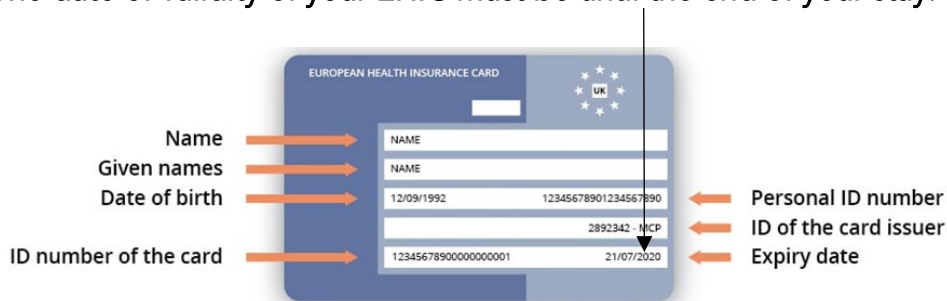 The date of validity of your EHIC must be until the end of your stay.
EUROPEAN HEALTH INSURANCE CARD
UK
Name
NAME
Given names
NAME
Date of birth
12/09/1992
12345678901234567890
Personal ID number
2892342 - MCP
ID of the card issuer
ID number of the card
12345678900000000001
21/07/2020
Expiry date